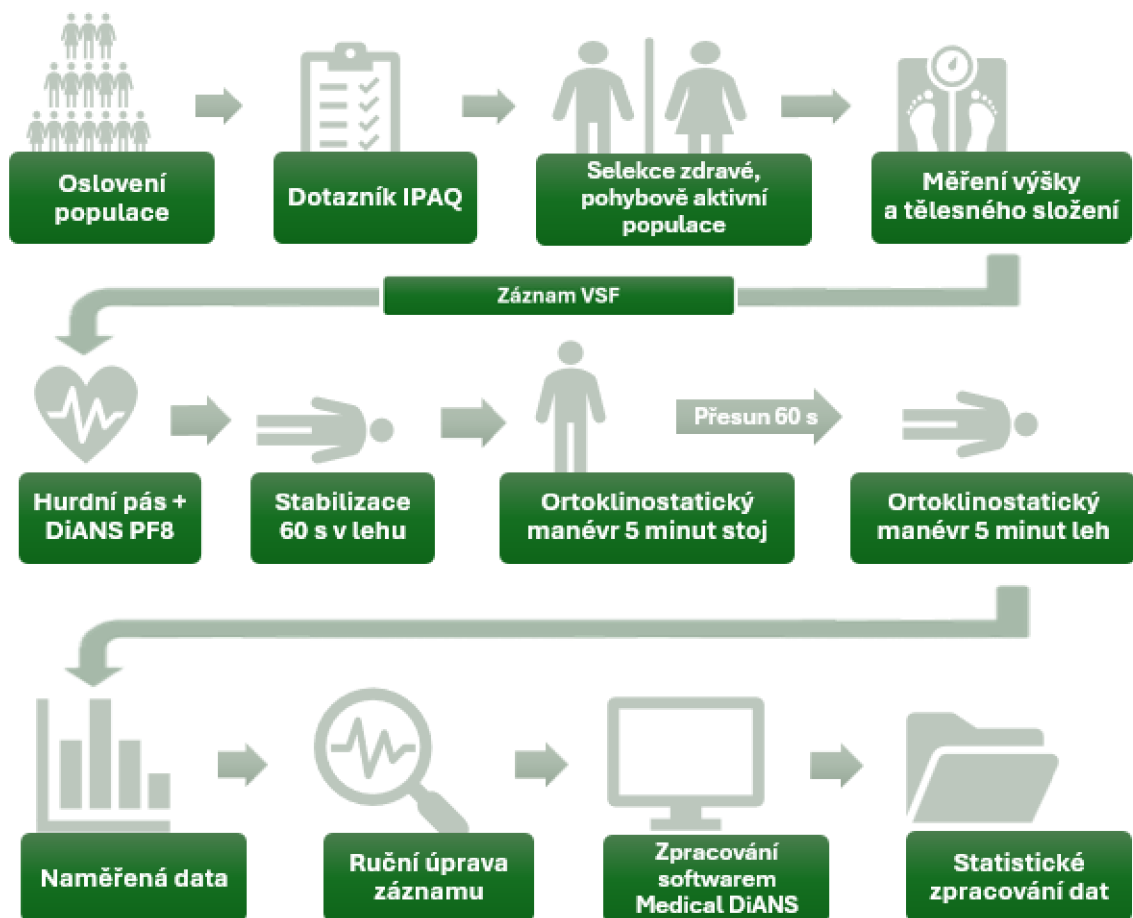 Oslovení
populace
Dotazník IPAQ
Selekce zdravé,
pohybově aktivní
populace
Měření výšky
a tělesného složení
Záznam VSF
Přesun 60 s
Hurdní pás +
DiANS PF8
Stabilizace
60 s v lehu
Ortoklinostatický
manévr 5 minut stoj
Ortoklinostatický
manévr 5 minut leh
Naměřená data
Ruční úprava
záznamu
Zpracování
softwarem
Medical DiANS
Statistické
zpracování dat